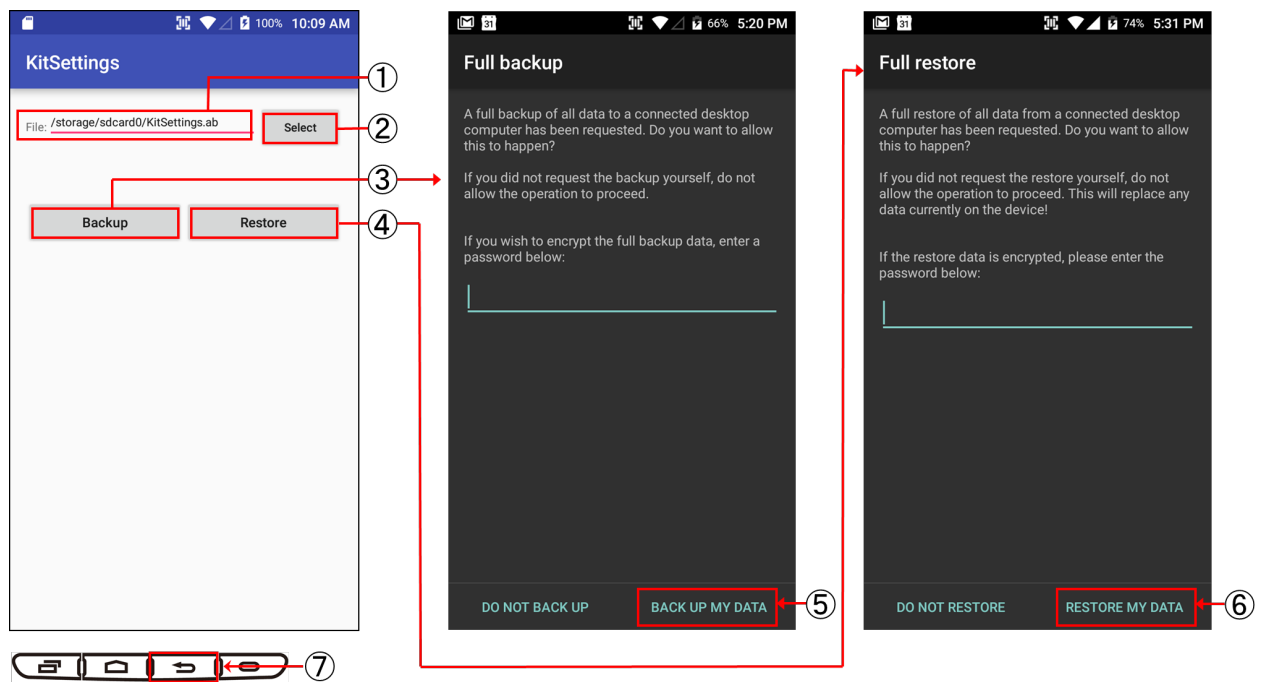 100% 10:09 AM
KitSettings
①
File: /storage/sdcard0/KitSettings.ab
Select
②
③
Backup
Restore
④
⑦
31
66% 5:20 PM
Full backup
A full backup of all data to a connected desktop
computer has been requested. Do you want to allow
this to happen?
If you did not request the backup yourself, do not
allow the operation to proceed.
If you wish to encrypt the full backup data, enter a
password below:
DO NOT BACK UP
BACK UP MY DATA
⑤
31
74% 5:31 PM
Full restore
A full restore of all data from a connected desktop
computer has been requested. Do you want to allow
this to happen?
If you did not request the restore yourself, do not
allow the operation to proceed. This will replace any
data currently on the device!
If the restore data is encrypted, please enter the
password below:
DO NOT RESTORE
RESTORE MY DATA
⑥